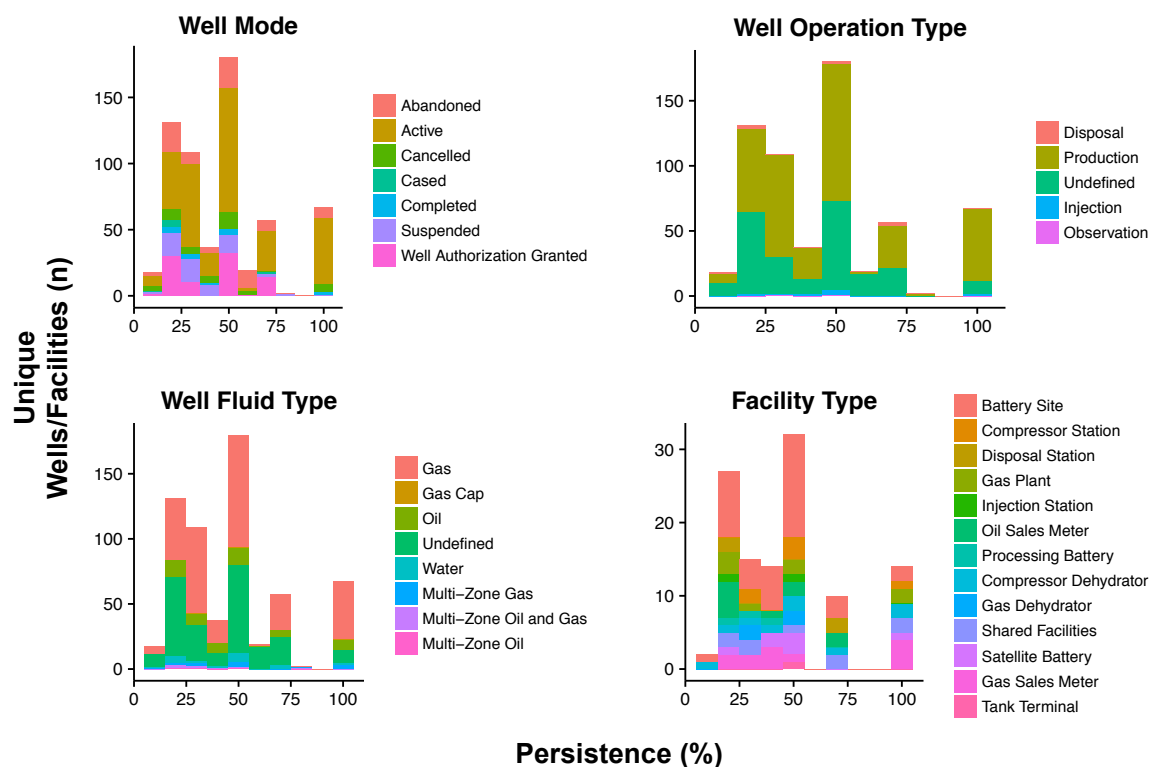 Well Mode
150
100
50
0
0
25
50
75
100
Abandoned
Active
Cancelled
Cased
Completed
Suspended
Well Authorization Granted
Well Operation Type
150
100
50
0
0
25
50
75
100
Disposal
Production
Undefined
Injection
Observation
Unique
Wells/Facilities (n)
Well Fluid Type
150
100
50
0
0
25
50
75
100
Gas
Gas Cap
Oil
Undefined
Water
Multi−Zone Gas
Multi−Zone Oil and Gas
Multi−Zone Oil
Facility Type
30
20
10
0
0
25
50
75
100
Battery Site
Compressor Station
Disposal Station
Gas Plant
Injection Station
Oil Sales Meter
Processing Battery
Compressor Dehydrator
Gas Dehydrator
Shared Facilities
Satellite Battery
Gas Sales Meter
Tank Terminal
Persistence (%)